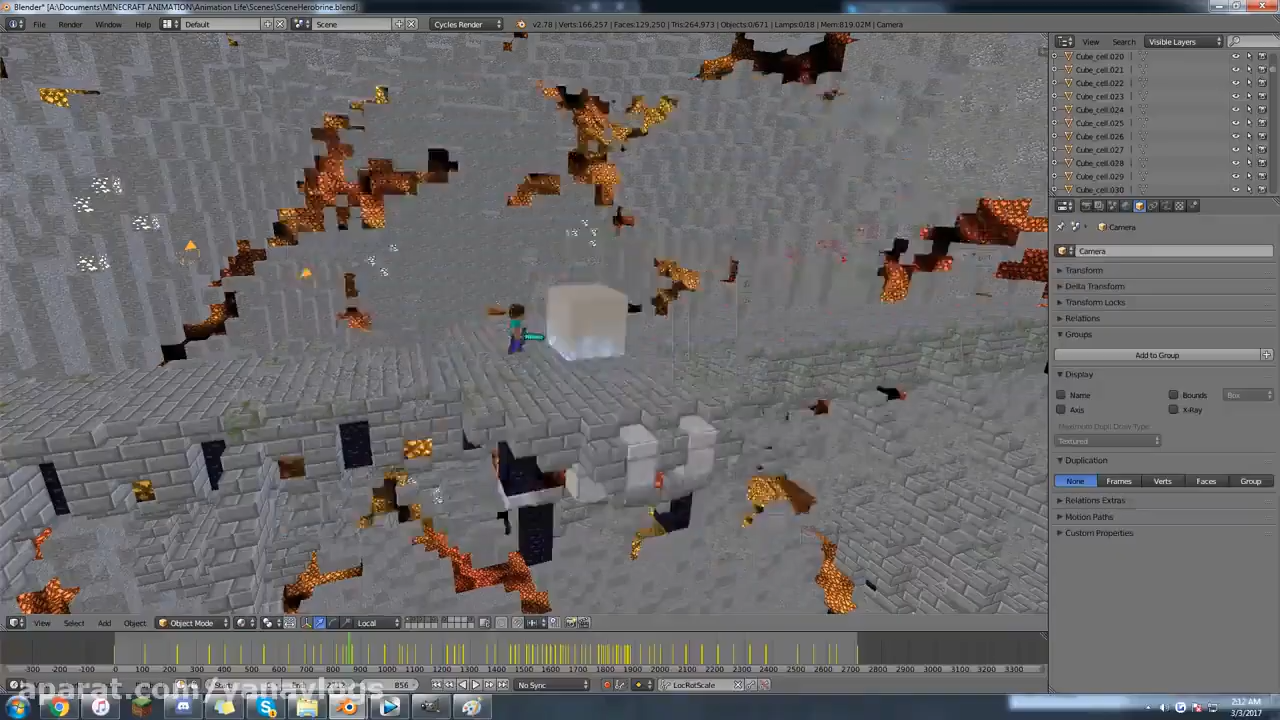 Blender* [A:\Documents\MINECRAFT ANIMATION\Animation Life\Scenes\SceneHerobrine.blend]
File Render Window Help Default Scene Cycles Render v2.78 | Verts:166,257 | Faces:129,250 | Tris:264,973 | Objects:0/671 | Lamps:0/18 | Mem:819.02M | Camera
View Search Visible Layers
Cube_cell.020
Cube_cell.021
Cube_cell.022
Cube_cell.023
Cube_cell.024
Cube_cell.025
Cube_cell.026
Cube_cell.027
Cube_cell.028
Cube_cell.029
Cube_cell.030
Camera
Camera
Transform
Delta Transform
Transform Locks
Relations
Groups
Add to Group
Display
Name Bounds Box
Axis X-Ray
Maximum Dupli Draw Type:
Textured
Duplication
None Frames Verts Faces Group
Relations Extras
Motion Paths
Custom Properties
View Select Add Object Object Mode Local
-300 -200 -100 0 100 200 300 400 500 600 700 800 900 1000 1100 1200 1300 1400 1500 1600 1700 1800 1900 2000 2100 2200 2300 2400 2500 2600 2700 2800 2900 3000 3100 3200 3300
856 No Sync LocRotScale
aparat.com/yanavlogs
2:12 AM
3/3/2017